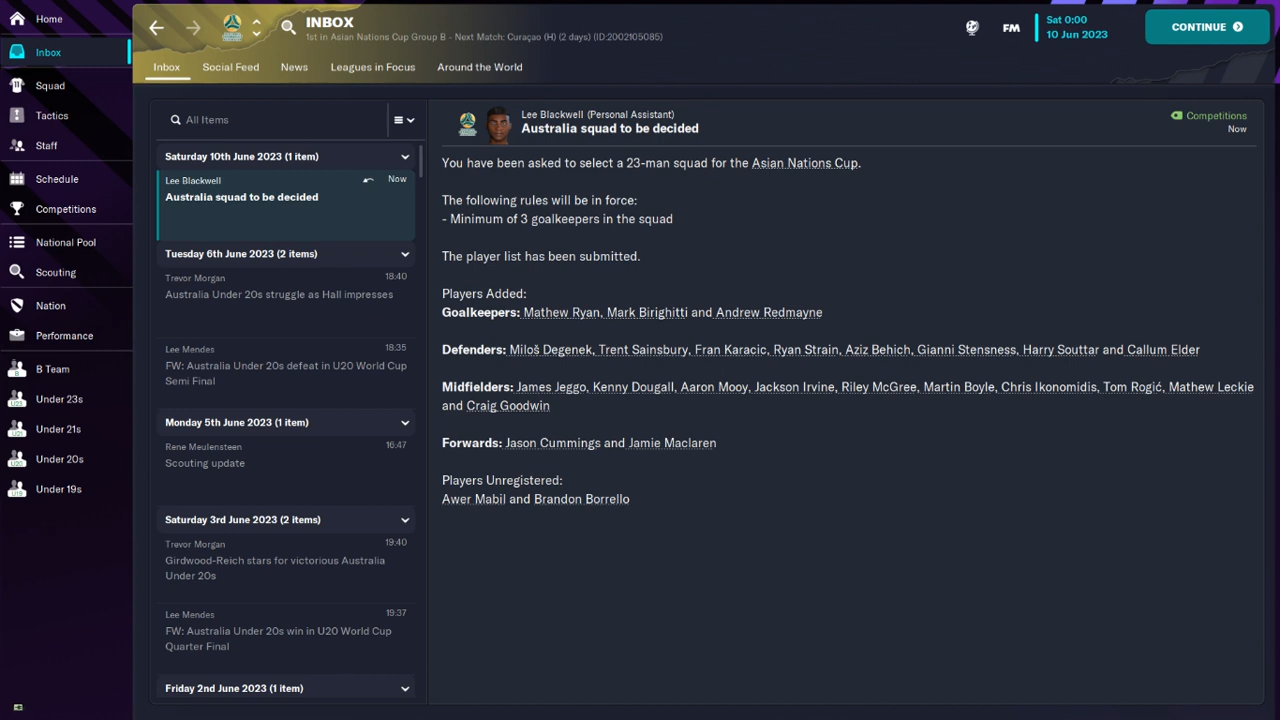 Home
Inbox
Squad
Tactics
Staff
Schedule
Competitions
National Pool
Scouting
Nation
Performance
B Team
Under 23s
Under 21s
Under 20s
Under 19s
INBOX
1st in Asian Nations Cup Group B - Next Match: Curaçao (2 days) (ID:2002105085)
FM
Sat 0:00
10 Jun 2023
CONTINUE
Inbox Social Feed News Leagues in Focus Around the World
All Items
Saturday 10th June 2023 (1 item)
Lee Blackwell Now
Australia squad to be decided
Tuesday 6th June 2023 (2 items)
Trevor Morgan 18:40
Australia Under 20s struggle as Hall impresses
Lee Mendes 18:35
FW: Australia Under 20s defeat in U20 World Cup
Semi Final
Monday 5th June 2023 (1 item)
Rene Meulensteen 16:47
Scouting update
Saturday 3rd June 2023 (2 items)
Trevor Morgan 19:40
Girdwood-Reich stars for victorious Australia
Under 20s
Lee Mendes 19:37
FW: Australia Under 20s win in U20 World Cup
Quarter Final
Friday 2nd June 2023 (1 item)
Lee Blackwell (Personal Assistant)
Australia squad to be decided
Competitions
Now
You have been asked to select a 23-man squad for the Asian Nations Cup.
The following rules will be in force:
- Minimum of 3 goalkeepers in the squad
The player list has been submitted.
Players Added:
Goalkeepers: Mathew Ryan, Mark Birighitti and Andrew Redmayne
Defenders: Miloš Degenek, Trent Sainsbury, Fran Karacic, Ryan Strain, Aziz Behich, Gianni Stensness, Harry Souttar and Callum Elder
Midfielders: James Jeggo, Kenny Dougall, Aaron Mooy, Jackson Irvine, Riley McGree, Martin Boyle, Chris Ikonomidis, Tom Rogić, Mathew Leckie
and Craig Goodwin
Forwards: Jason Cummings and Jamie Maclaren
Players Unregistered:
Awer Mabil and Brandon Borrello